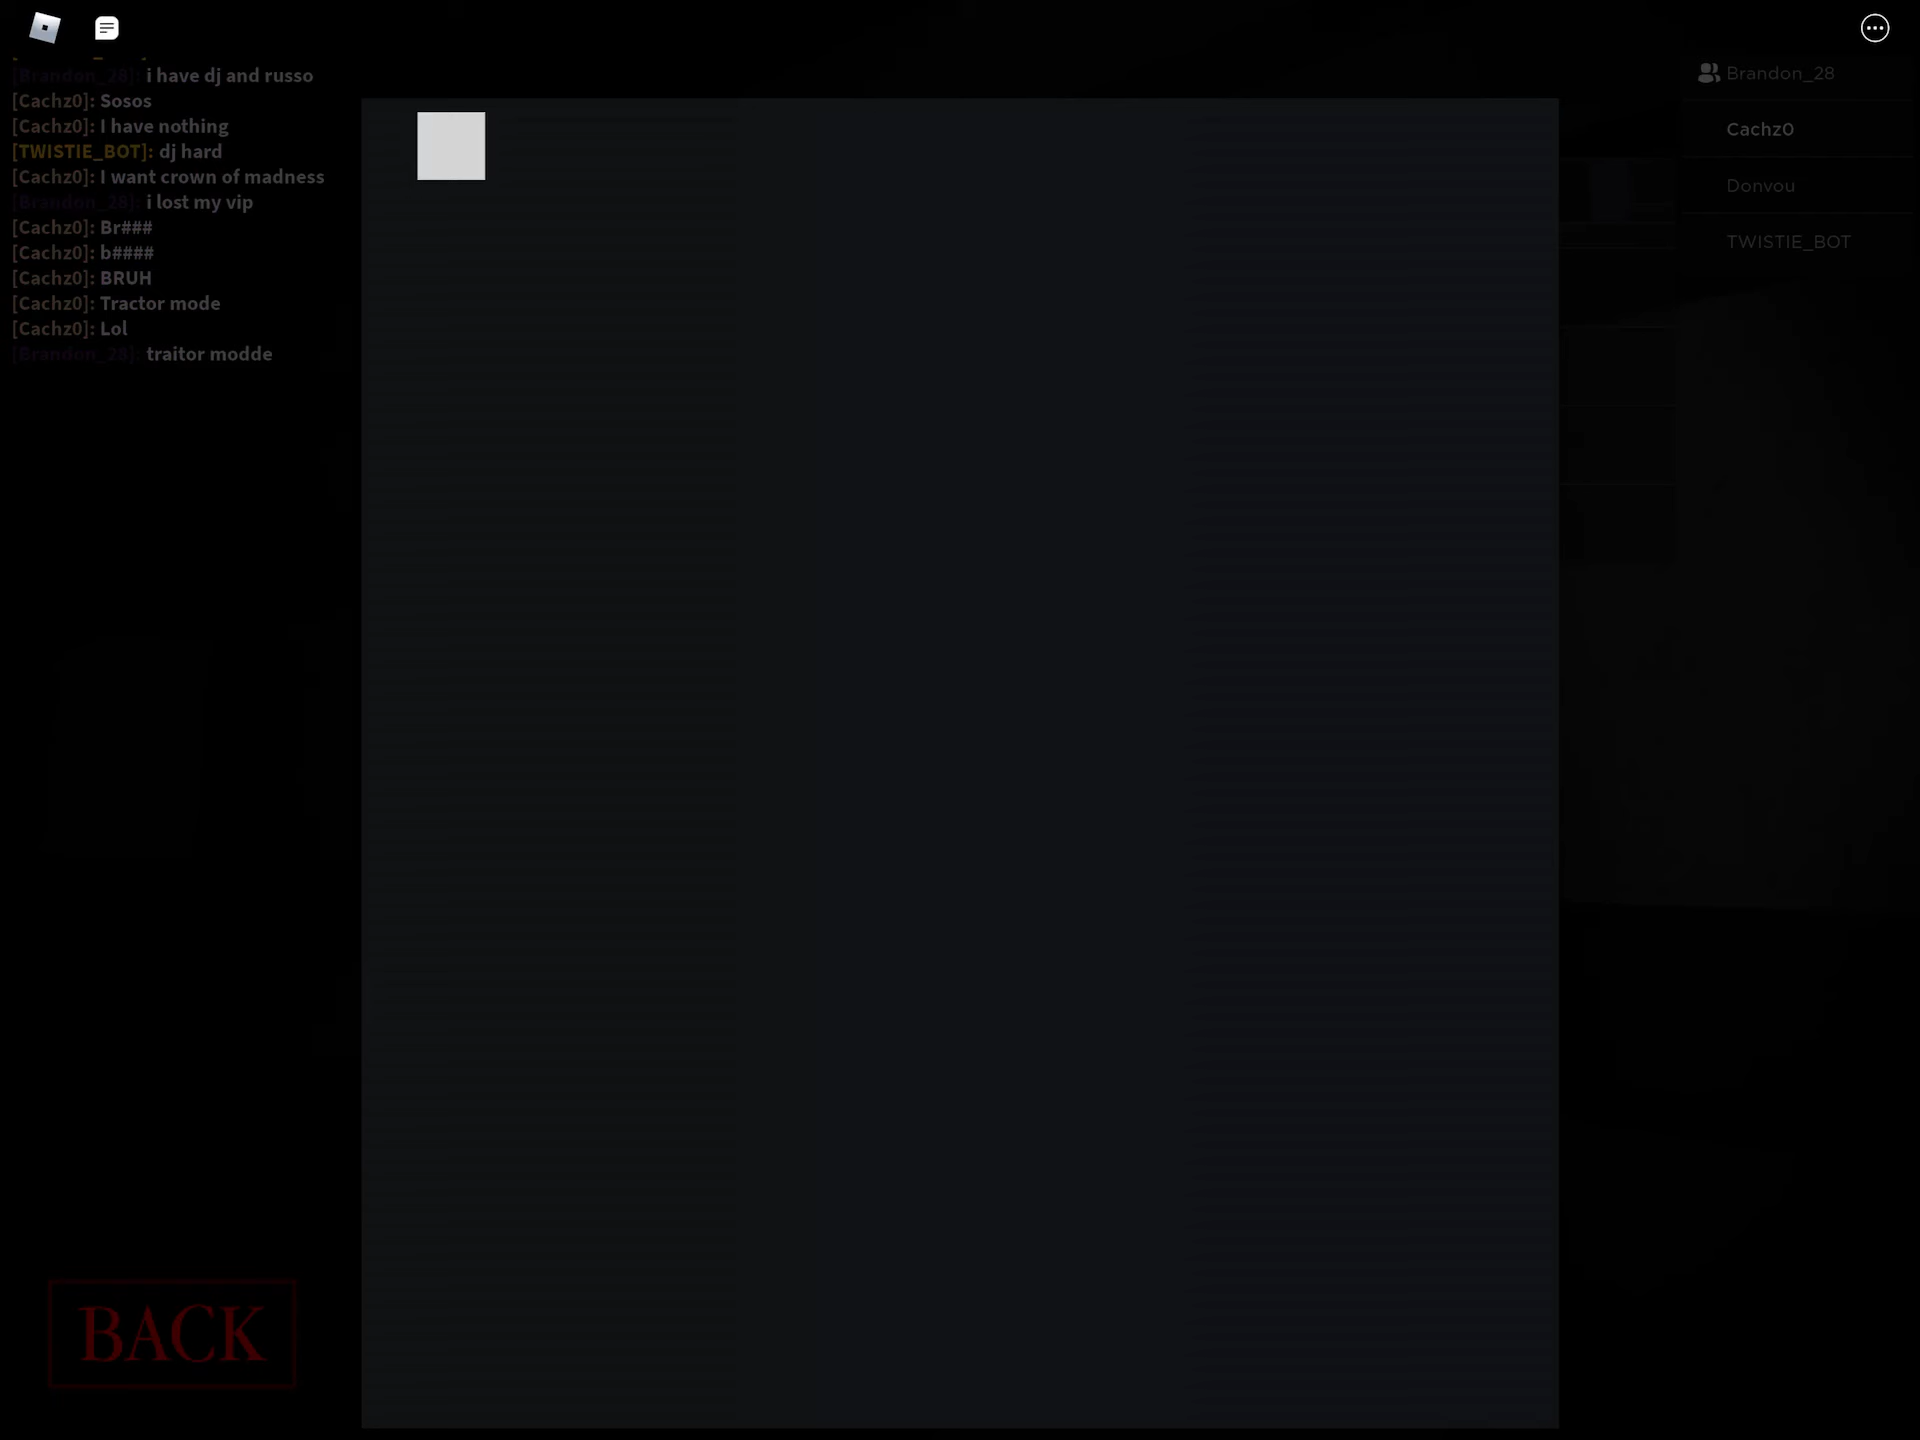 [Brandon_28]: i have dj and russo
[Cachz0]: Sosos
[Cachz0]: I have nothing
[TWISTIE_BOT]: dj hard
[Cachz0]: I want crown of madness
[Brandon_28]: i lost my vip
[Cachz0]: Br###
[Cachz0]: b####
[Cachz0]: BRUH
[Cachz0]: Tractor mode
[Cachz0]: Lol
[Brandon_28]: traitor modde
Brandon_28
Cachz0
Donvou
TWISTIE_BOT
BACK